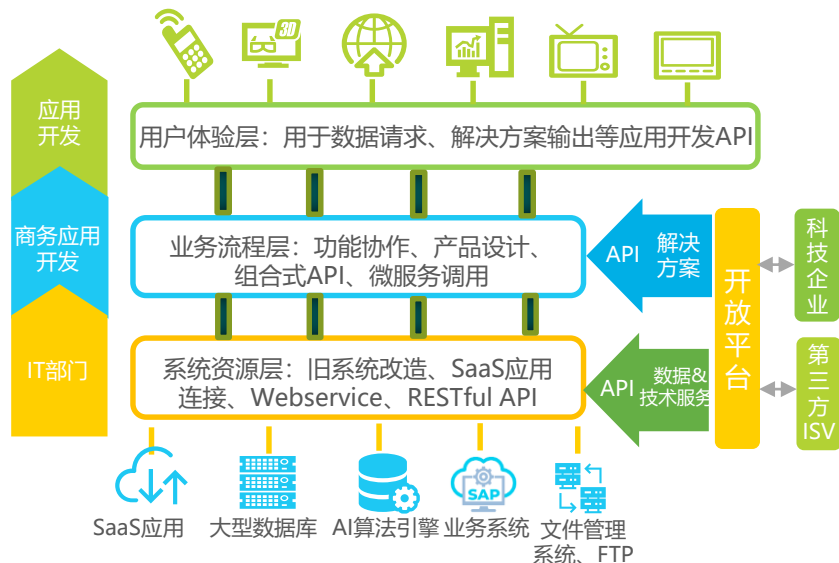 3D
应用
开发
用户体验层：用于数据请求、解决方案输出等应用开发API
商务应用
开发
业务流程层：功能协作、产品设计、
组合式API、微服务调用
API
解决
方案
开放平台
科技企业
IT部门
系统资源层：旧系统改造、SaaS应用
连接、Webservice、RESTful API
API
数据&
技术服务
第三方
ISV
SAP
SaaS应用
大型数据库
AI算法引擎
业务系统
文件管理
系统、FTP